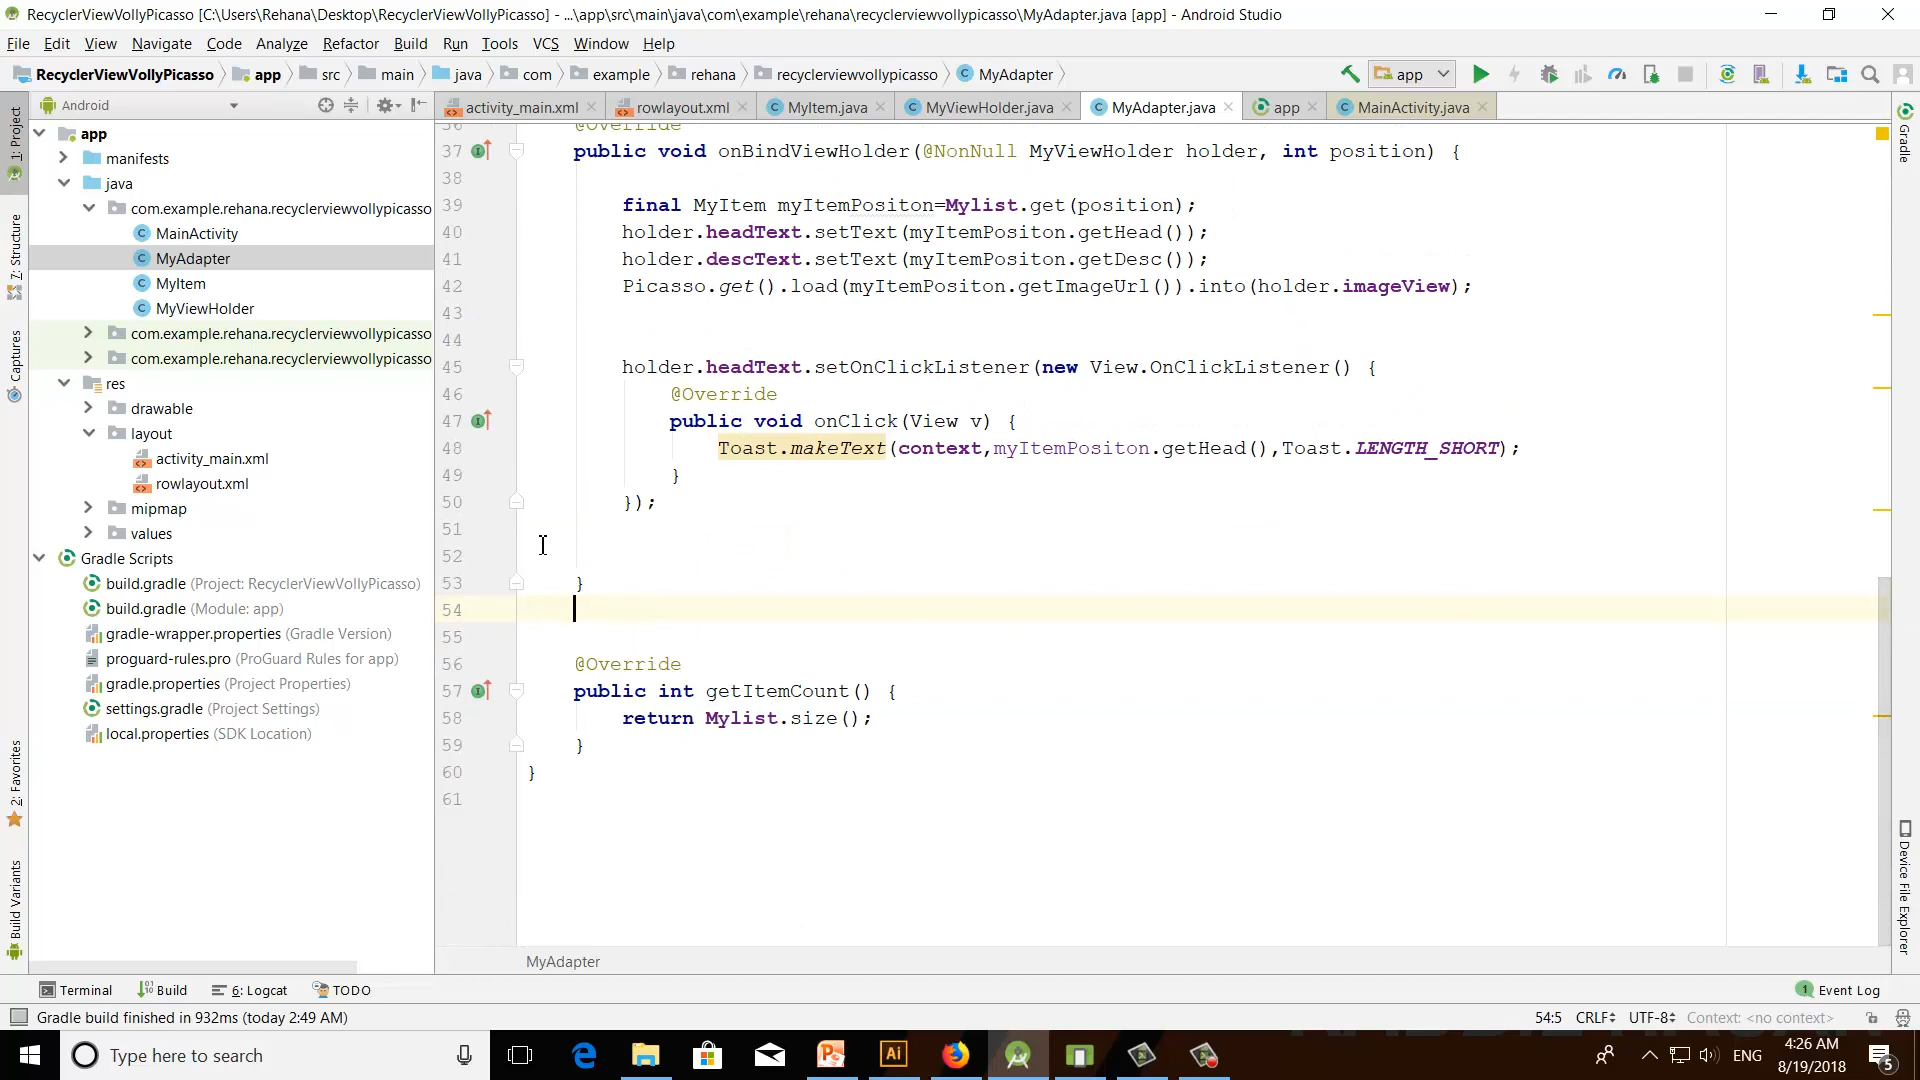 RecyclerViewVollyPicasso [C:\Users\Rehana\Desktop\RecyclerViewVollyPicasso] - ...\app\src\main\java\com\example\rehana\recyclerviewvollypicasso\MyAdapter.java [app] - Android Studio
File Edit View Navigate Code Analyze Refactor Build Run Tools VCS Window Help
RecyclerViewVollyPicasso app src main java com example rehana recyclerviewvollypicasso MyAdapter app
Android activity_main.xml rowlayout.xml MyItem.java MyViewHolder.java MyAdapter.java app MainActivity.java
1: Project
7: Structure
Captures
2: Favorites
Build Variants
app
manifests
java
com.example.rehana.recyclerviewvollypicasso
MainActivity
MyAdapter
MyItem
MyViewHolder
com.example.rehana.recyclerviewvollypicasso
com.example.rehana.recyclerviewvollypicasso
res
drawable
layout
activity_main.xml
rowlayout.xml
mipmap
values
Gradle Scripts
build.gradle (Project: RecyclerViewVollyPicasso)
build.gradle (Module: app)
gradle-wrapper.properties (Gradle Version)
proguard-rules.pro (ProGuard Rules for app)
gradle.properties (Project Properties)
settings.gradle (Project Settings)
local.properties (SDK Location)
36 @Override
37 public void onBindViewHolder(@NonNull MyViewHolder holder, int position) {
38
39 final MyItem myItemPositon=Mylist.get(position);
40 holder.headText.setText(myItemPositon.getHead());
41 holder.descText.setText(myItemPositon.getDesc());
42 Picasso.get().load(myItemPositon.getImageUrl()).into(holder.imageView);
43
44
45 holder.headText.setOnClickListener(new View.OnClickListener() {
46 @Override
47 public void onClick(View v) {
48 Toast.makeText(context,myItemPositon.getHead(),Toast.LENGTH_SHORT);
49 }
50 });
51
52
53 }
54
55
56 @Override
57 public int getItemCount() {
58 return Mylist.size();
59 }
60 }
61
MyAdapter
Gradle
Device File Explorer
Terminal Build 6: Logcat TODO 1 Event Log
Gradle build finished in 932ms (today 2:49 AM) 54:5 CRLF UTF-8 Context: <no context>
Type here to search ENG 4:26 AM
8/19/2018 5